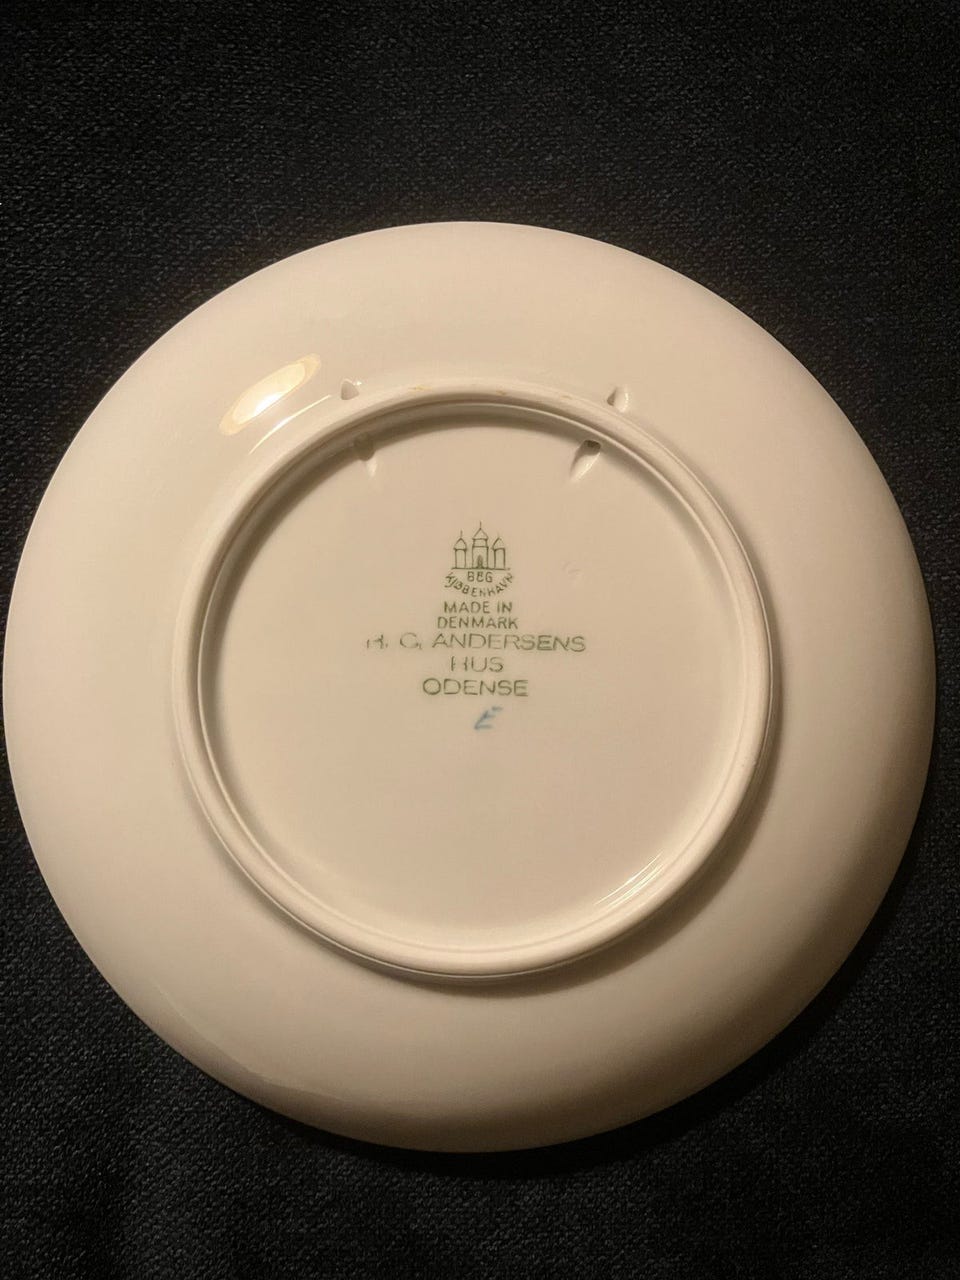 B&G
KJØBENHAVN
MADE IN
DENMARK
H. C. ANDERSENS
HUS
ODENSE
E